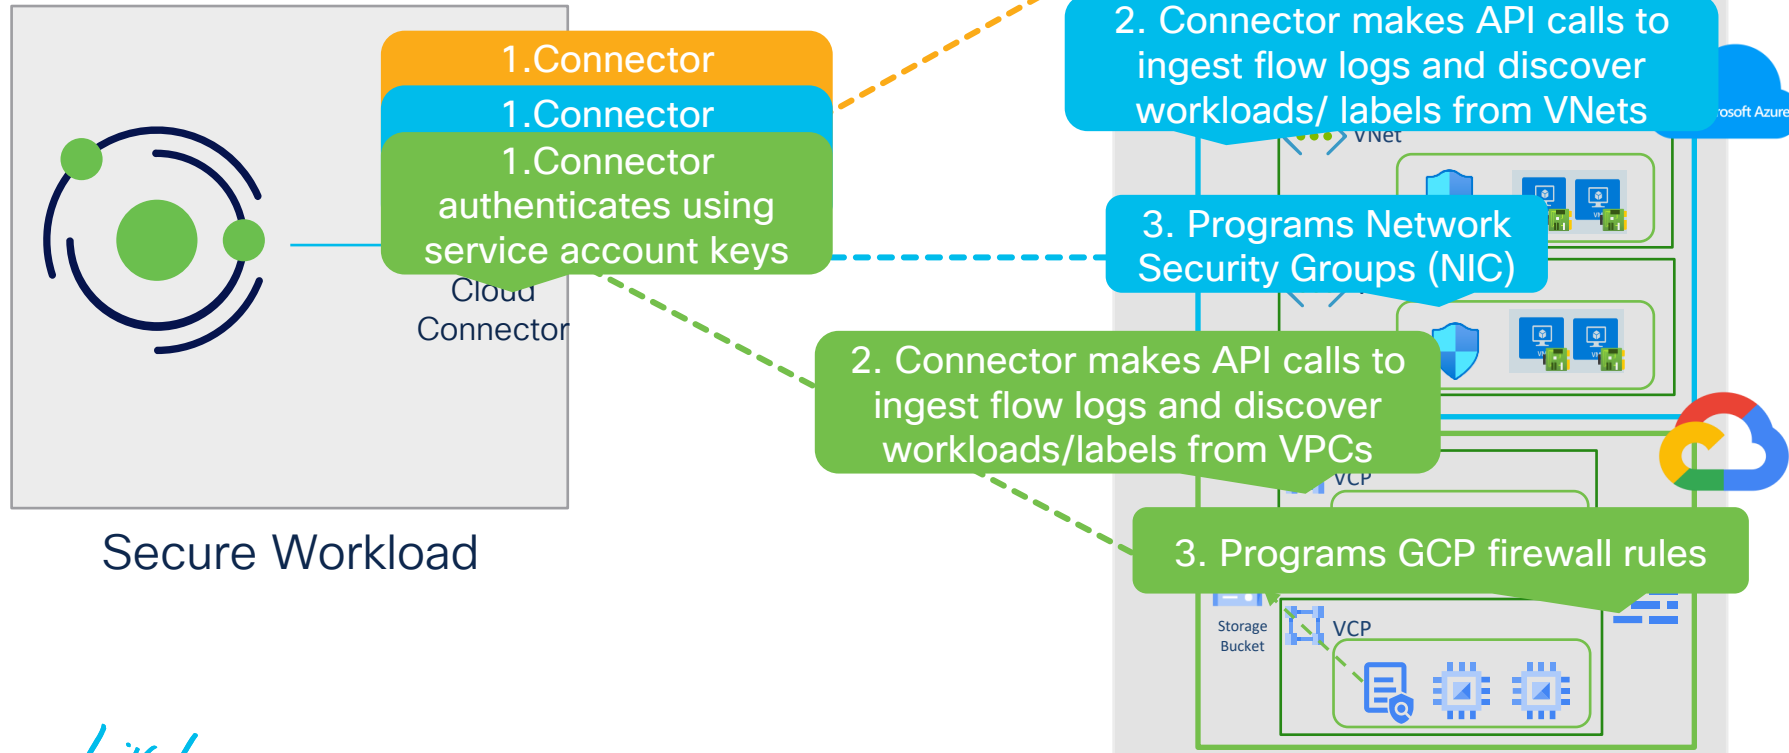 1.Connector
1.Connector
1.Connector
authenticates using
service account keys
Cloud
Connector
Secure Workload
2. Connector makes API calls to
ingest flow logs and discover
workloads/ labels from VNets
rosoft Azure
VNet
3. Programs Network
Security Groups (NIC)
2. Connector makes API calls to
ingest flow logs and discover
workloads/labels from VPCs
VCP
3. Programs GCP firewall rules
Storage
Bucket
VCP